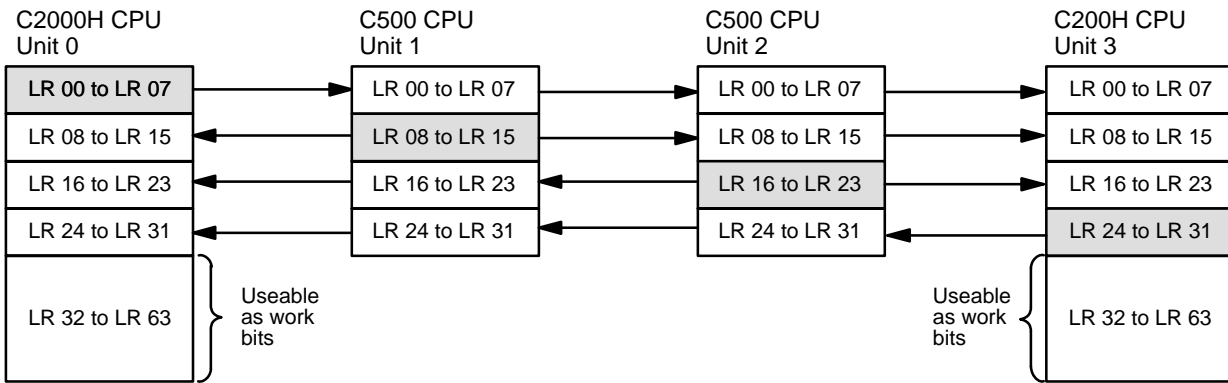 C2000H CPU
Unit 0
C500 CPU
Unit 1
C500 CPU
Unit 2
C200H CPU
Unit 3
LR 00 to LR 07
LR 00 to LR 07
LR 00 to LR 07
LR 00 to LR 07
LR 08 to LR 15
LR 08 to LR 15
LR 08 to LR 15
LR 08 to LR 15
LR 16 to LR 23
LR 16 to LR 23
LR 16 to LR 23
LR 16 to LR 23
LR 24 to LR 31
LR 24 to LR 31
LR 24 to LR 31
LR 24 to LR 31
LR 32 to LR 63
Useable
as work
bits
Useable
as work
bits
LR 32 to LR 63